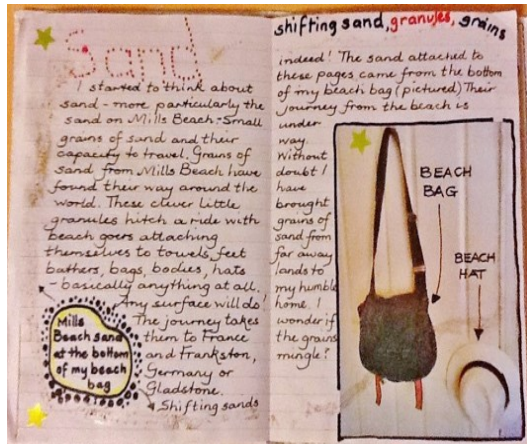 Sand
I started to think about
sand - more particularly the
sand on Mills Beach. Small
grains of sand and their
capacity to travel. Grains of
sand from Mills Beach have
found their way around the
world. These clever little
granules hitch a ride with
beach goers attaching
themselves to towels, feet
bathers, bags, bodies, hats
- basically anything at all.
Any surface will do!
The journey takes
them to France
and Frankston,
Germany or
Gladstone.
Shifting sands
Mills
Beach sand
at the bottom
of my beach
bag
shifting sand, granules, grains
indeed! The sand attached to
these pages came from the bottom
of my beach bag (pictured) Their
journey from the beach is
under
way.
Without
doubt I
have
brought
grains of
sand from
far away
lands to
my humble
home. I
wonder if
the grains
mingle?
BEACH
BAG
BEACH
HAT